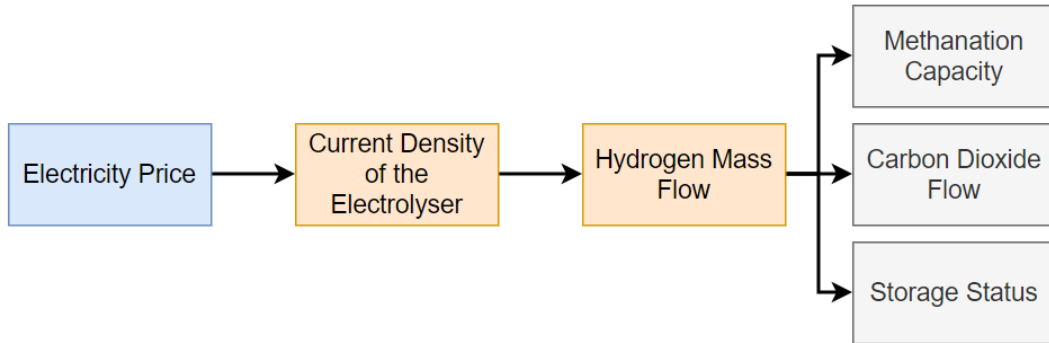 Electricity Price
Current Density
of the
Electrolyser
Hydrogen Mass
Flow
Methanation
Capacity
Carbon Dioxide
Flow
Storage Status